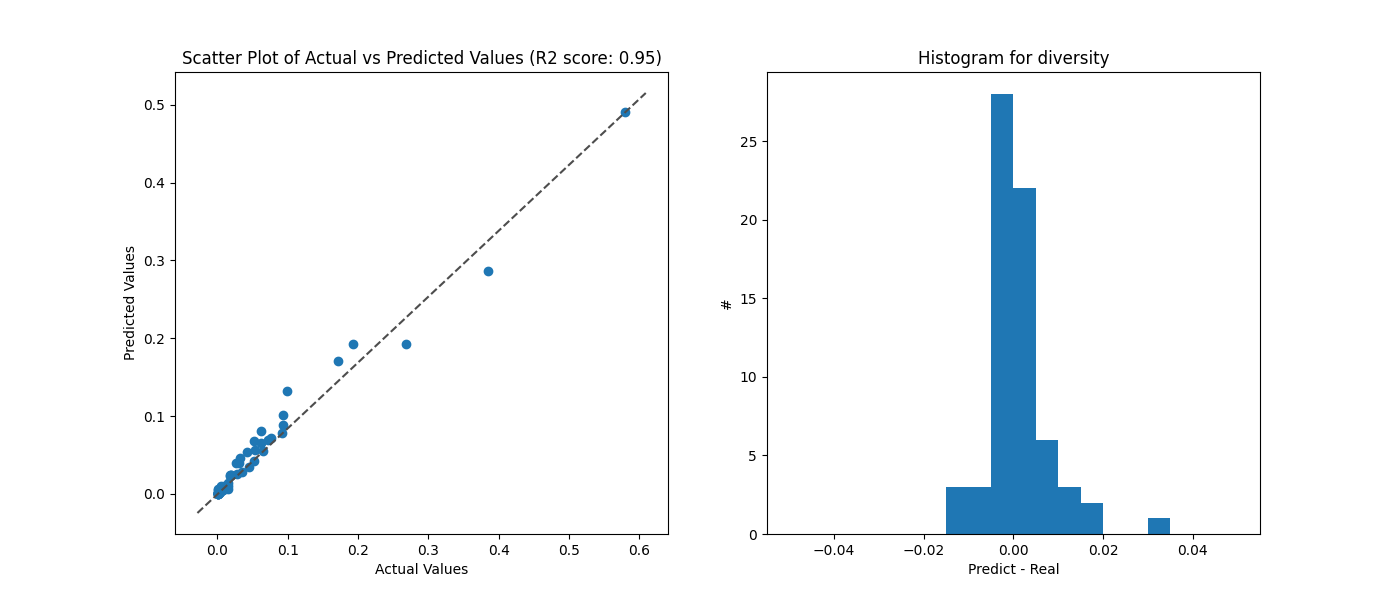 Scatter Plot of Actual vs Predicted Values (R2 score: 0.95)
0.5
0.4
0.3
0.2
0.1
0.0
Predicted Values
0.0 0.1 0.2 0.3 0.4 0.5 0.6
Actual Values
Histogram for diversity
25
20
15
10
5
0
#
−0.04 −0.02 0.00 0.02 0.04
Predict - Real